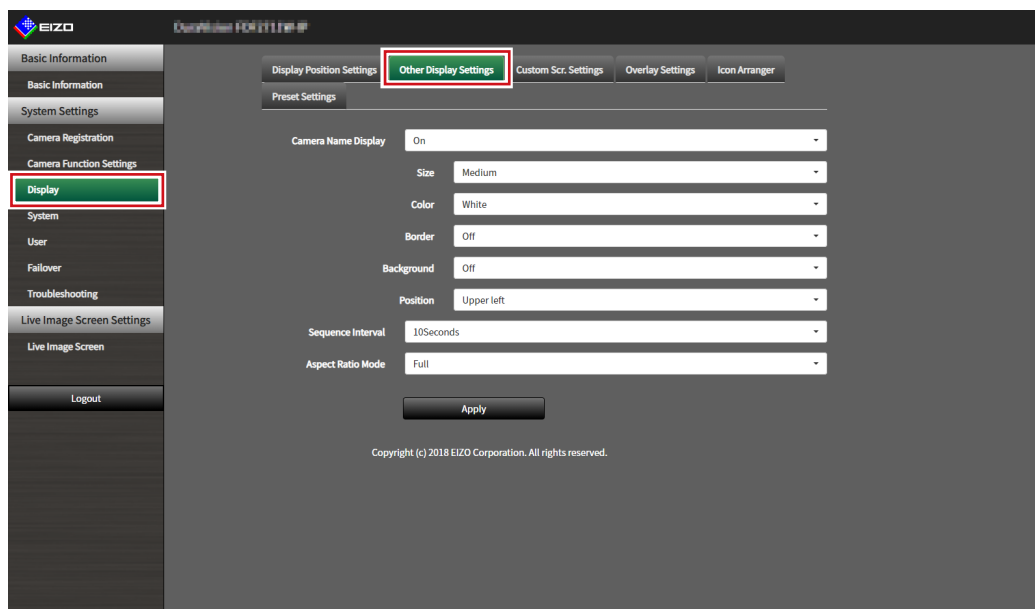 EIZO
Basic Information
Basic Information
System Settings
Camera Registration
Camera Function Settings
Display
System
User
Failover
Troubleshooting
Live Image Screen Settings
Live Image Screen
Logout
Display Position Settings Other Display Settings Custom Scr. Settings Overlay Settings Icon Arranger
Preset Settings
Camera Name Display On
Size Medium
Color White
Border Off
Background Off
Position Upper left
Sequence Interval 10Seconds
Aspect Ratio Mode Full
Apply
Copyright (c) 2018 EIZO Corporation. All rights reserved.